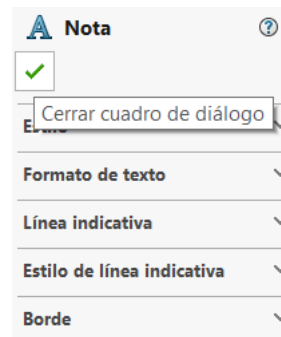 Nota
Cerrar cuadro de diálogo
Formato de texto
Línea indicativa
Estilo de línea indicativa
Borde